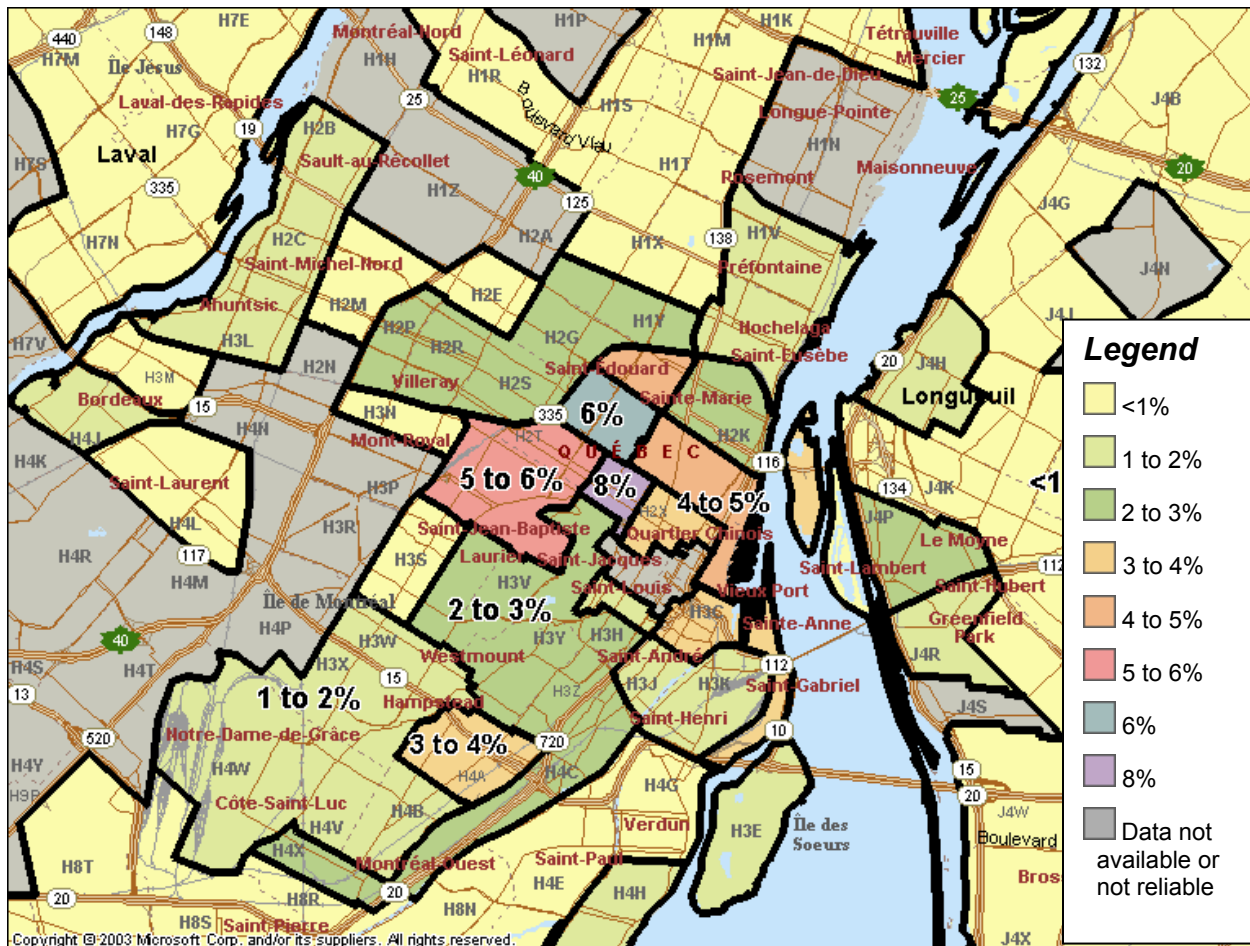 H7E
H1P
H1K
Tétrauville
440
148
Montréal-Nord
Saint-Léonard
H1M
Mercier
132
H7M
Île Jésus
H1H
H1R
Saint-Jean-de-Dieu
Laval-des-Rapides
25
H1S
Longue-Pointe
25
J4B
H7G
19
H2B
Boulevard Viau
H1N
Laval
Sault-au-Récollet
H1T
Maisonneuve
20
H7S
335
H1Z
40
Rosemont
125
J4G
H7N
H2C
H2A
H1X
138
H1V
Saint-Michel-Nord
Préfontaine
J4N
Ahuntsic
H2M
H2E
H7V
H3L
H2P
H2G
H1Y
Hochelaga
J4L
H2R
Saint-Eusèbe
H3M
H2N
Villeray
H2S
Saint-Édouard
20
J4H
Bordeaux
15
Sainte-Marie
Longueuil
H4J
H4N
H3N
335
6%
Mont-Royal
H2T
H2K
H4K
QUÉBEC
116
Saint-Laurent
H3P
5 to 6%
8%
134
<1
H4L
H3R
4 to 5%
J4K
H2X
J4P
Saint-Jean-Baptiste
Quartier Chinois
Le Moyne
H4R
117
H3S
Laurier
Saint-Jacques
112
H4M
H3V
Saint-Louis
Saint-Lambert
Saint-Hubert
Île de Montréal
2 to 3%
Vieux Port
H3C
Greenfield
Park
40
H4P
H3W
H3Y
H3H
Sainte-Anne
H4S
H4T
H3X
Westmount
Saint-André
J4R
13
1 to 2%
15
H3Z
H3J
H3K
112
Saint-Gabriel
Hampstead
J4S
520
Notre-Dame-de-Grâce
3 to 4%
Saint-Henri
720
10
H4Y
H4W
H4A
H4C
H4G
15
H9P
Côte-Saint-Luc
H4B
20
H4V
Verdun
H3E
Île des
Soeurs
J4W
H8T
H4X
Montréal-Ouest
Saint-Paul
Boulevard
20
20
H8R
H4E
H4H
Bros
H8S
Saint-Pierre
H8N
J4X
Legend
<1%
1 to 2%
2 to 3%
3 to 4%
4 to 5%
5 to 6%
6%
8%
Data not
available or
not reliable
Copyright © 2003 Microsoft Corp. and/or its suppliers. All rights reserved.